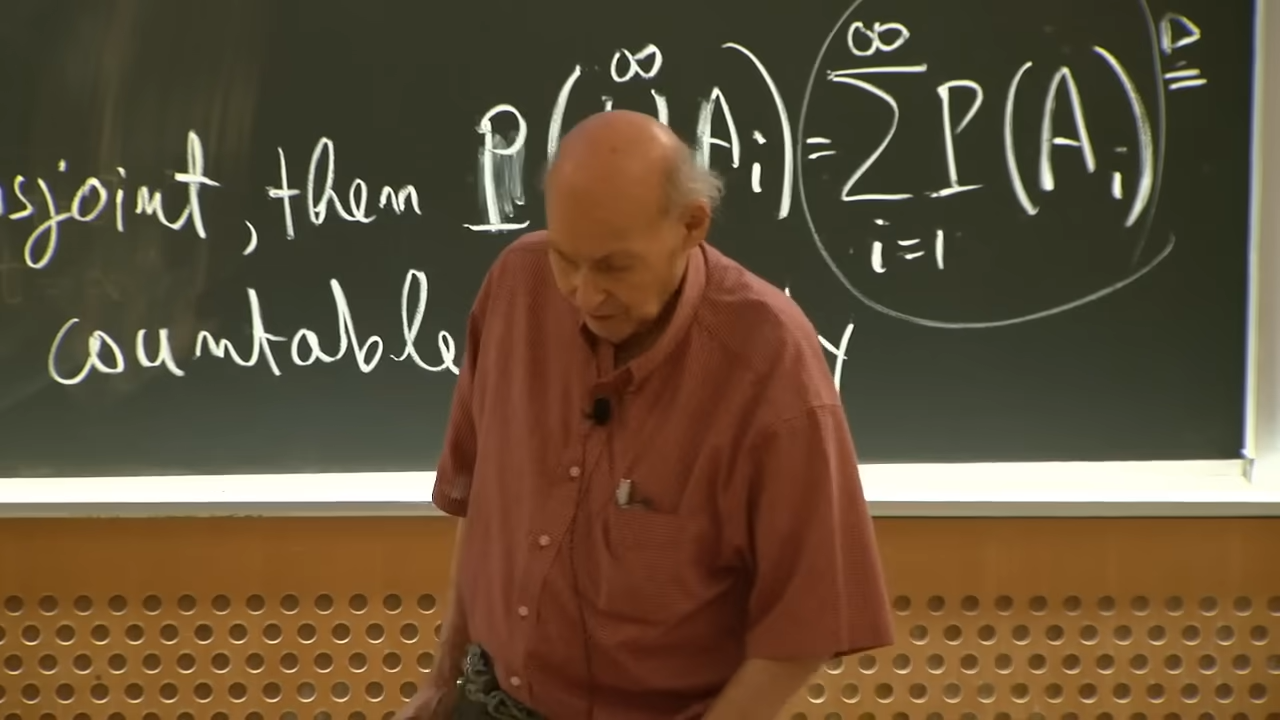 sjoint, then P(∞ A_i) = ∞ ∑ i=1 P(A_i) D
countable y